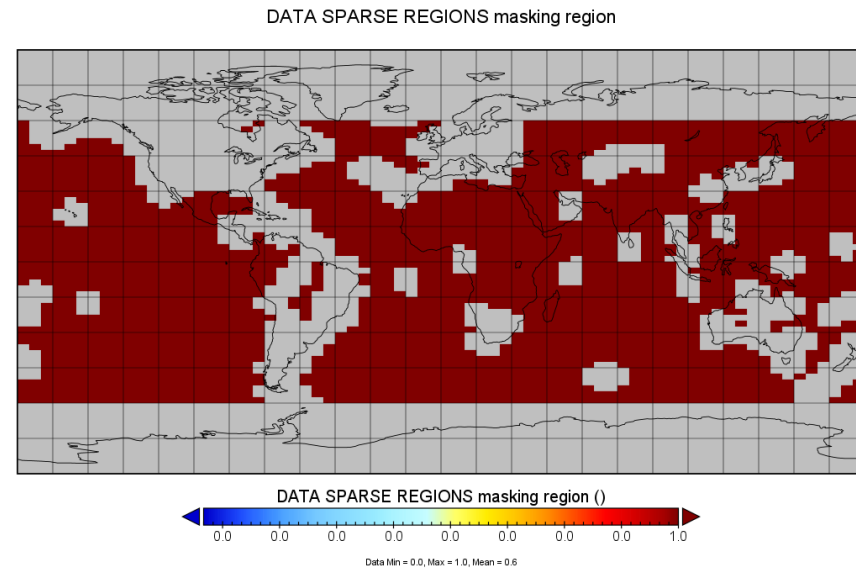 DATA SPARSE REGIONS masking region
DATA SPARSE REGIONS masking region ()
0.0 0.0 0.0 0.0 0.0 0.0 0.0 0.0 1.0
Data Min = 0.0, Max = 1.0, Mean = 0.6